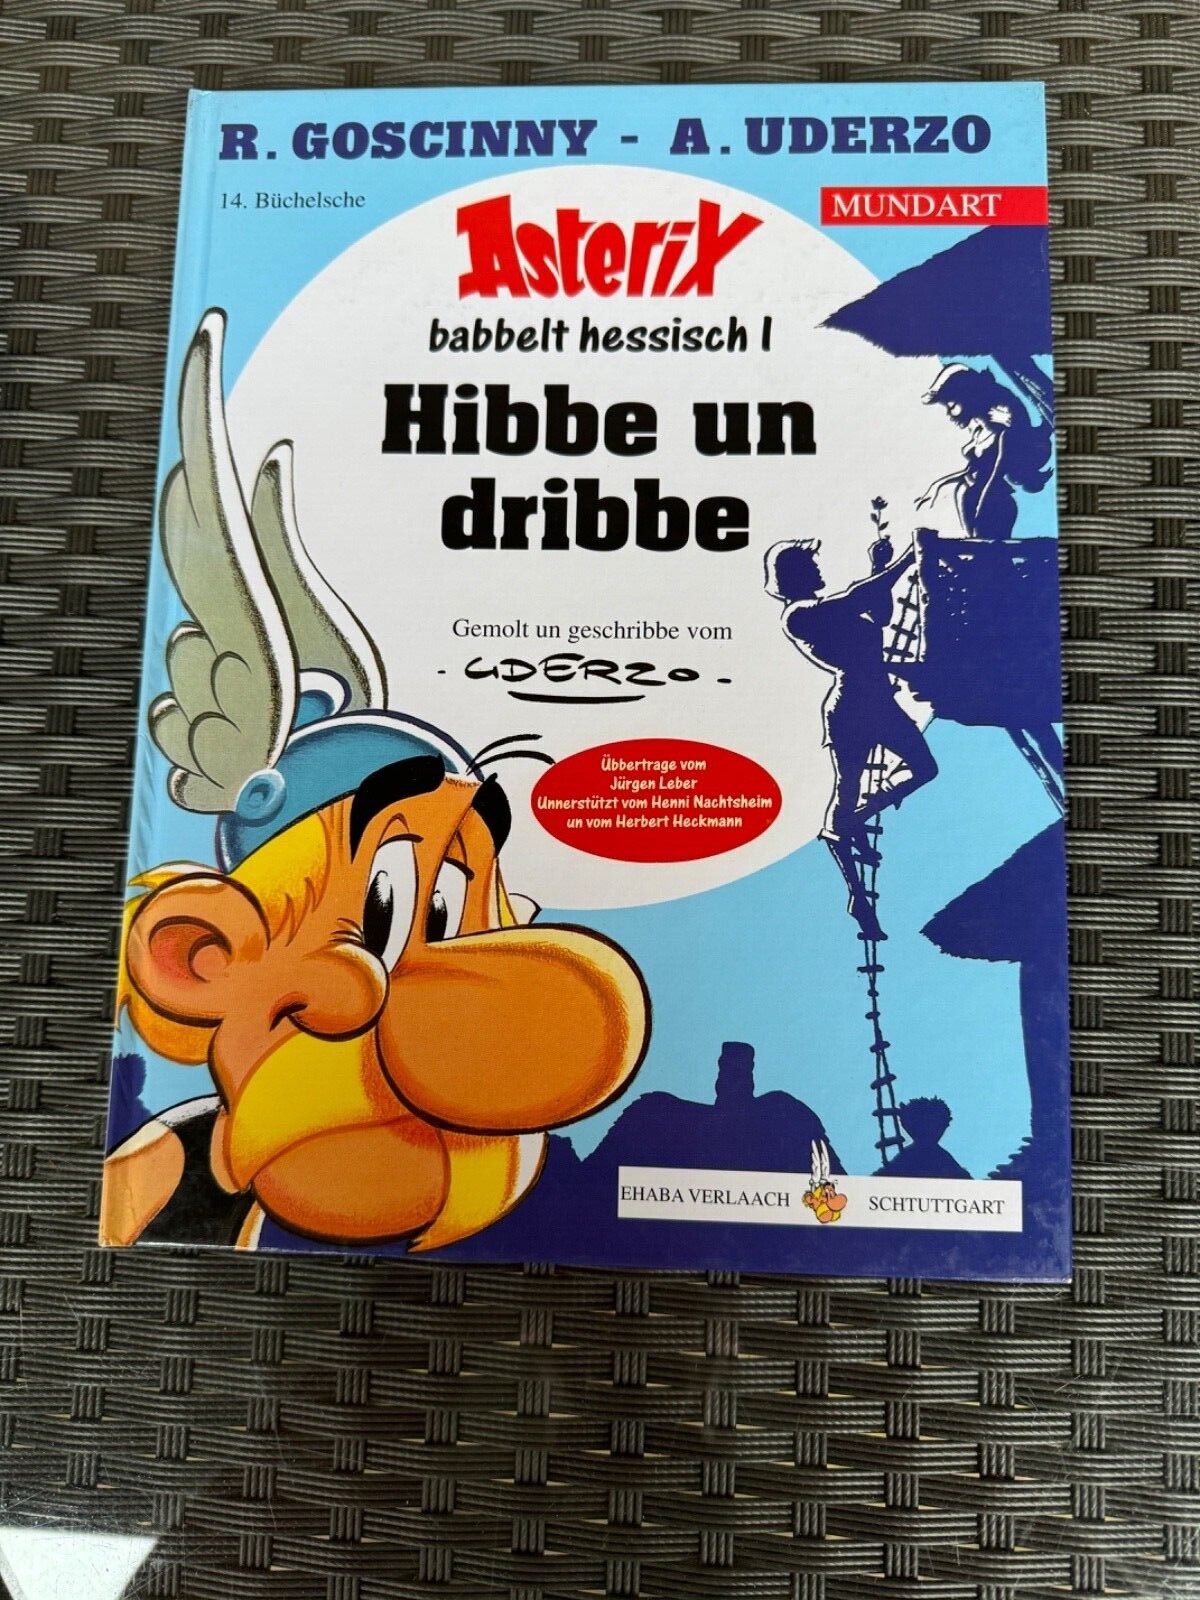 R. GOSCINNY - A. UDERZO
14. Büchelsche
MUNDART
Asterix
babbelt hessisch I
Hibbe un
dribbe
Gemolt un geschribbe vom
UDERZO
Übbertrage vom
Jürgen Leber
Unnerstützt vom Henni Nachtsheim
un vom Herbert Heckmann
EHABA VERLAACH SCHTUTTGART